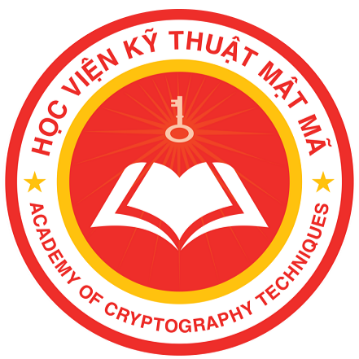 HỌC VIỆN KỸ THUẬT MẬT MÃ
ACADEMY OF CRYPTOGRAPHY TECHNIQUES